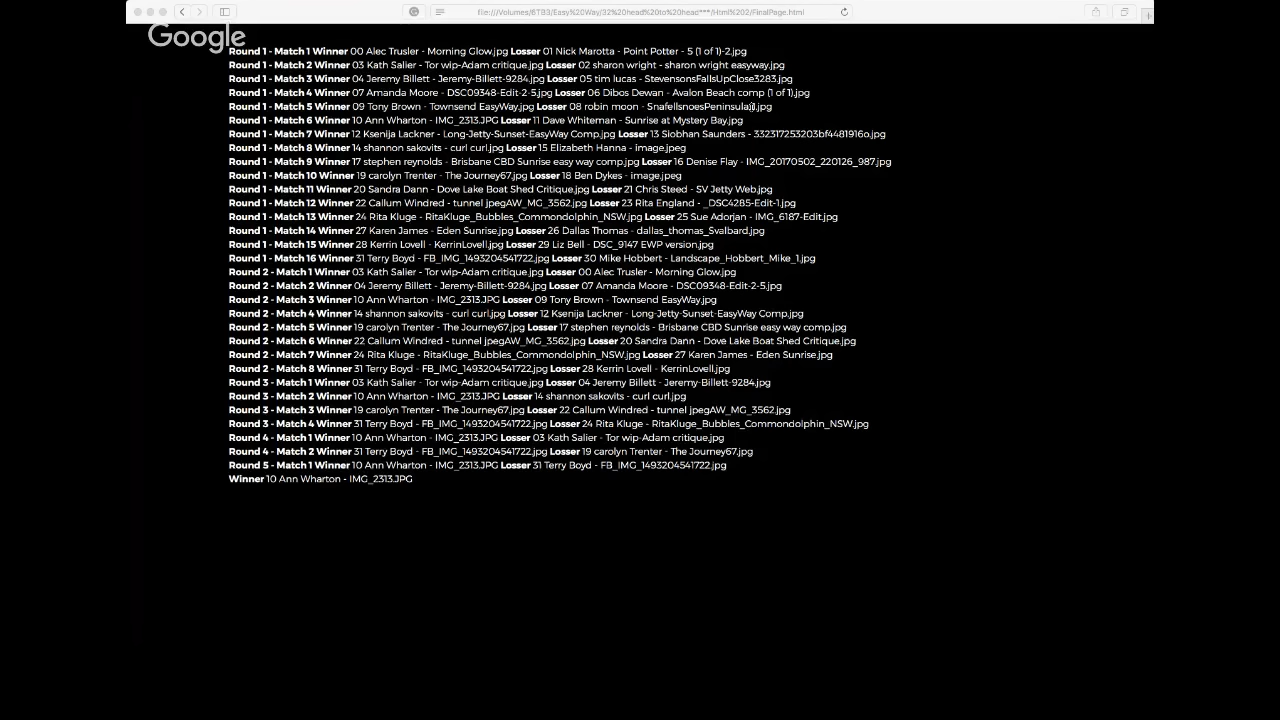 file:///Volumes/6TB3/Easy%20Way/32%20head%20to%20head***/Html%202/FinalPage.html
Google
Round 1 - Match 1 Winner 00 Alec Trusler - Morning Glow.jpg Losser 01 Nick Marotta - Point Potter - 5 (1 of 1)-2.jpg
Round 1 - Match 2 Winner 03 Kath Salier - Tor wip-Adam critique.jpg Losser 02 sharon wright - sharon wright easyway.jpg
Round 1 - Match 3 Winner 04 Jeremy Billett - Jeremy-Billett-9284.jpg Losser 05 tim lucas - StevensonsFallsUpClose3283.jpg
Round 1 - Match 4 Winner 07 Amanda Moore - DSC09348-Edit-2-5.jpg Losser 06 Dibos Dewan - Avalon Beach comp (1 of 1).jpg
Round 1 - Match 5 Winner 09 Tony Brown - Townsend EasyWay.jpg Losser 08 robin moon -
Round 1 - Match 6 Winner 10 Ann Wharton - IMG_2313.JPG Losser 11 Dave Whiteman - Sunrise at Mystery Bay.jpg
Round 1 - Match 7 Winner 12 Ksenija Lackner - Long-Jetty-Sunset-EasyWay Comp.jpg Losser 13 Siobhan Saunders - 332317253203bf4481916o.jpg
Round 1 - Match 8 Winner 14 shannon sakovits - curl curl.jpg Losser 15 Elizabeth Hanna - image.jpeg
Round 1 - Match 9 Winner 17 stephen reynolds - Brisbane CBD Sunrise easy way comp.jpg Losser 16 Denise Flay - IMG_20170502_220126_987.jpg
Round 1 - Match 10 Winner 19 carolyn Trenter - The Journey67.jpg Losser 18 Ben Dykes - image.jpeg
Round 1 - Match 11 Winner 20 Sandra Dann - Dove Lake Boat Shed Critique.jpg Losser 21 Chris Steed - SV Jetty Web.jpg
Round 1 - Match 12 Winner 22 Callum Windred - tunnel jpegAW_MG_3562.jpg Losser 23 Rita England - _DSC4285-Edit-1.jpg
Round 1 - Match 13 Winner 24 Rita Kluge - RitaKluge_Bubbles_Commondolphin_NSW.jpg Losser 25 Sue Adorjan - IMG_6187-Edit.jpg
Round 1 - Match 14 Winner 27 Karen James - Eden Sunrise.jpg Losser 26 Dallas Thomas - dallas_thomas_Svalbard.jpg
Round 1 - Match 15 Winner 28 Kerrin Lovell - KerrinLovell.jpg Losser 29 Liz Bell - DSC_9147 EWP version.jpg
Round 1 - Match 16 Winner 31 Terry Boyd - FB_IMG_1493204541722.jpg Losser 30 Mike Hobbert - Landscape_Hobbert_Mike_1.jpg
Round 2 - Match 1 Winner 03 Kath Salier - Tor wip-Adam critique.jpg Losser 00 Alec Trusler - Morning Glow.jpg
Round 2 - Match 2 Winner 04 Jeremy Billett - Jeremy-Billett-9284.jpg Losser 07 Amanda Moore - DSC09348-Edit-2-5.jpg
Round 2 - Match 3 Winner 10 Ann Wharton - IMG_2313.JPG Losser 09 Tony Brown - Townsend EasyWay.jpg
Round 2 - Match 4 Winner 14 shannon sakovits - curl curl.jpg Losser 12 Ksenija Lackner - Long-Jetty-Sunset-EasyWay Comp.jpg
Round 2 - Match 5 Winner 19 carolyn Trenter - The Journey67.jpg Losser 17 stephen reynolds - Brisbane CBD Sunrise easy way comp.jpg
Round 2 - Match 6 Winner 22 Callum Windred - tunnel jpegAW_MG_3562.jpg Losser 20 Sandra Dann - Dove Lake Boat Shed Critique.jpg
Round 2 - Match 7 Winner 24 Rita Kluge - RitaKluge_Bubbles_Commondolphin_NSW.jpg Losser 27 Karen James - Eden Sunrise.jpg
Round 2 - Match 8 Winner 31 Terry Boyd - FB_IMG_1493204541722.jpg Losser 28 Kerrin Lovell - KerrinLovell.jpg
Round 3 - Match 1 Winner 03 Kath Salier - Tor wip-Adam critique.jpg Losser 04 Jeremy Billett - Jeremy-Billett-9284.jpg
Round 3 - Match 2 Winner 10 Ann Wharton - IMG_2313.JPG Losser 14 shannon sakovits - curl curl.jpg
Round 3 - Match 3 Winner 19 carolyn Trenter - The Journey67.jpg Losser 22 Callum Windred - tunnel jpegAW_MG_3562.jpg
Round 3 - Match 4 Winner 31 Terry Boyd - FB_IMG_1493204541722.jpg Losser 24 Rita Kluge - RitaKluge_Bubbles_Commondolphin_NSW.jpg
Round 4 - Match 1 Winner 10 Ann Wharton - IMG_2313.JPG Losser 03 Kath Salier - Tor wip-Adam critique.jpg
Round 4 - Match 2 Winner 31 Terry Boyd - FB_IMG_1493204541722.jpg Losser 19 carolyn Trenter - The Journey67.jpg
Round 5 - Match 1 Winner 10 Ann Wharton - IMG_2313.JPG Losser 31 Terry Boyd - FB_IMG_1493204541722.jpg
Winner 10 Ann Wharton - IMG_2313.JPG